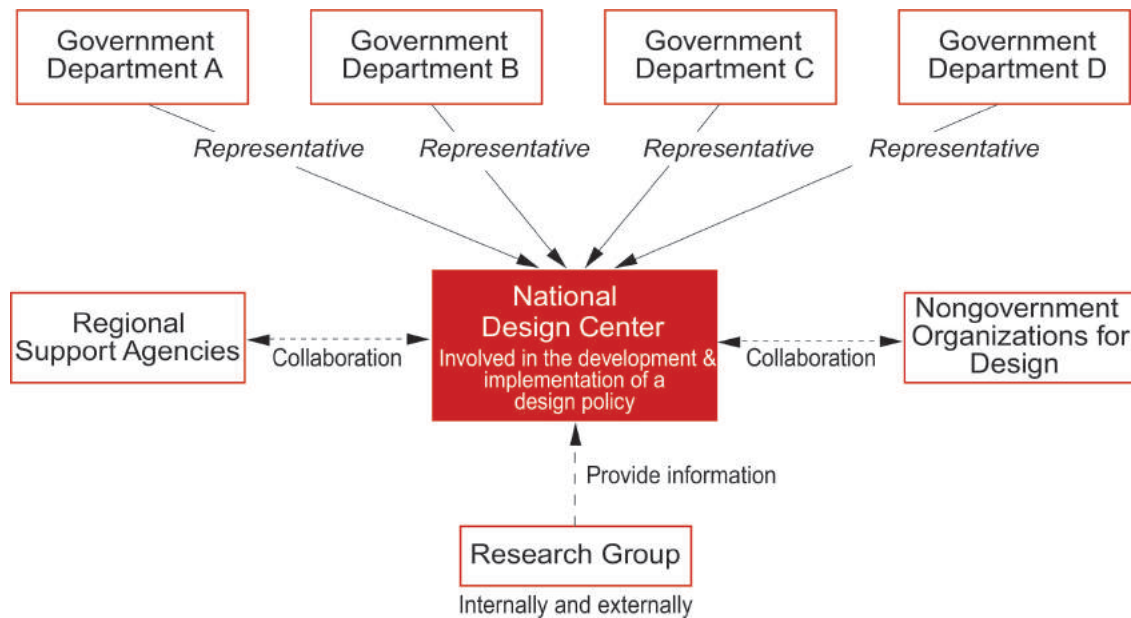 Government
Department A
Government
Department B
Government
Department C
Government
Department D
Representative
Representative
Representative
Representative
Regional
Support Agencies
Collaboration
National
Design Center
Involved in the development &
implementation of a
design policy
Collaboration
Nongovernment
Organizations for
Design
Provide information
Research Group
Internally and externally